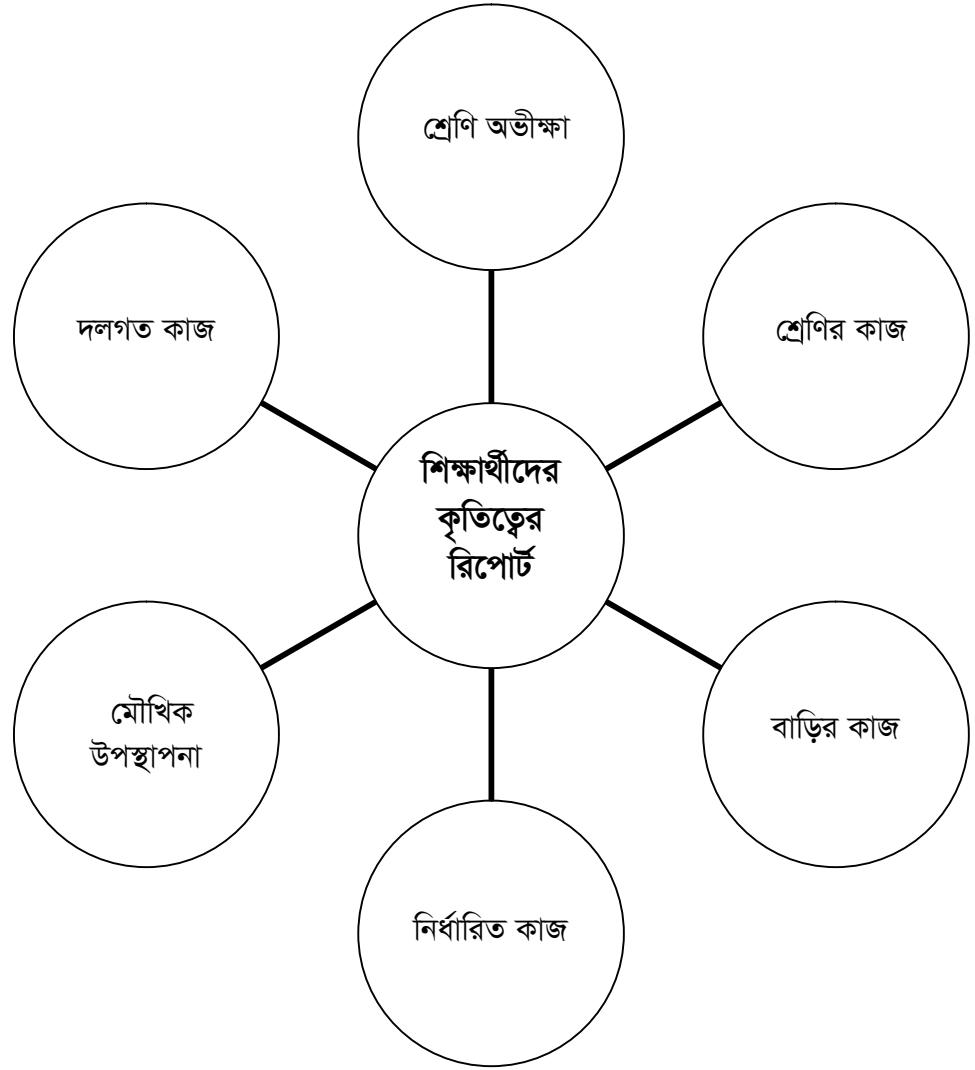 শ্রেণি অভীক্ষা
দলগত কাজ
শ্রেণির কাজ
শিক্ষার্থীদের
কৃতিত্বের
রিপোর্ট
মৌখিক
উপস্থাপনা
বাড়ির কাজ
নির্ধারিত কাজ